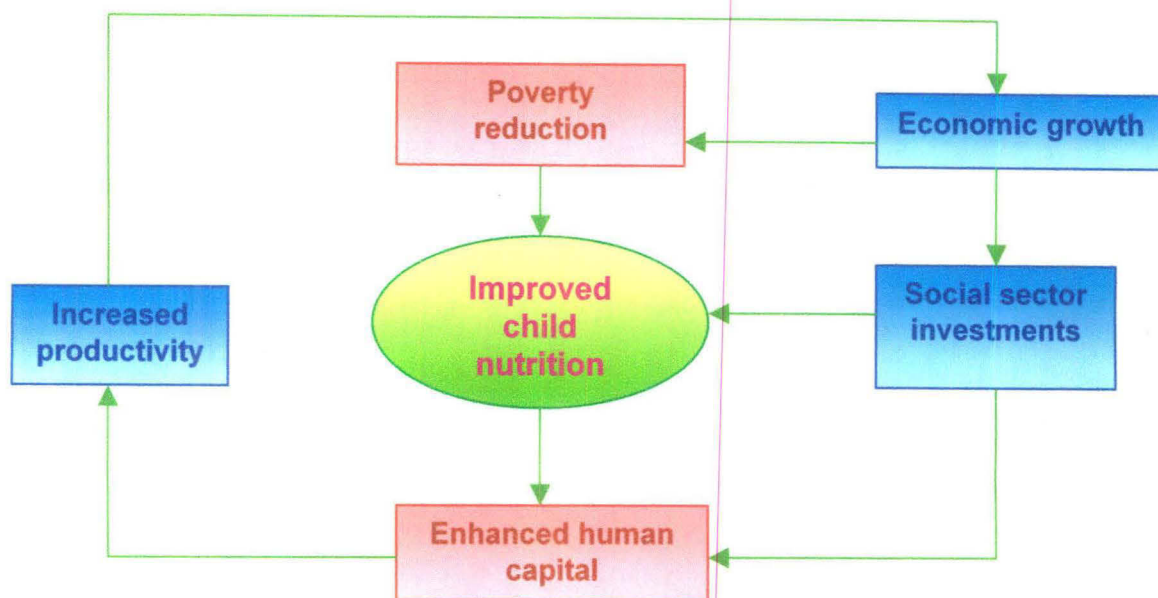 Poverty
reduction
Economic growth
Improved
child
nutrition
Social sector
investments
Increased
productivity
Enhanced human
capital